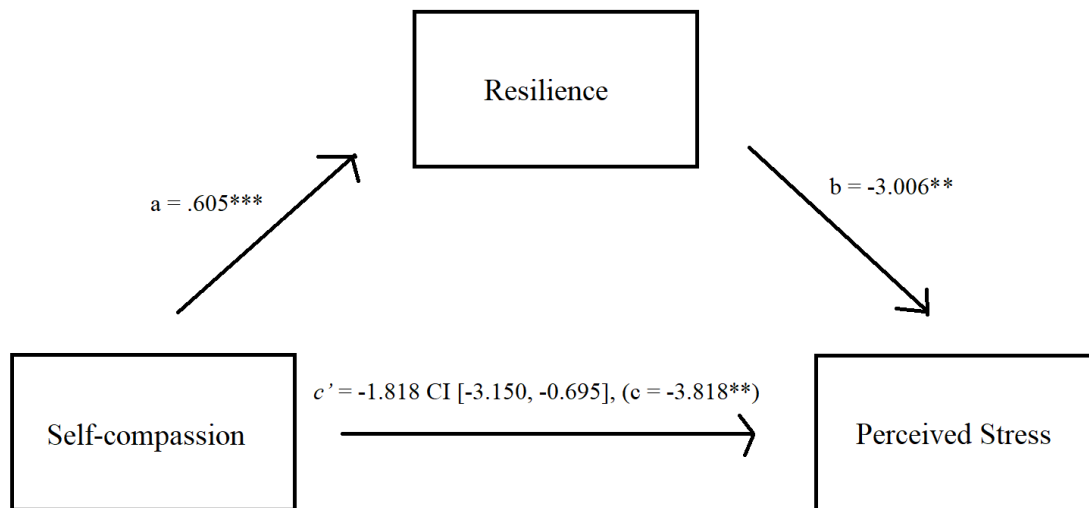 Resilience
a = .605***
b = -3.006**
c’ = -1.818 CI [-3.150, -0.695], (c = -3.818**)
Self-compassion
Perceived Stress